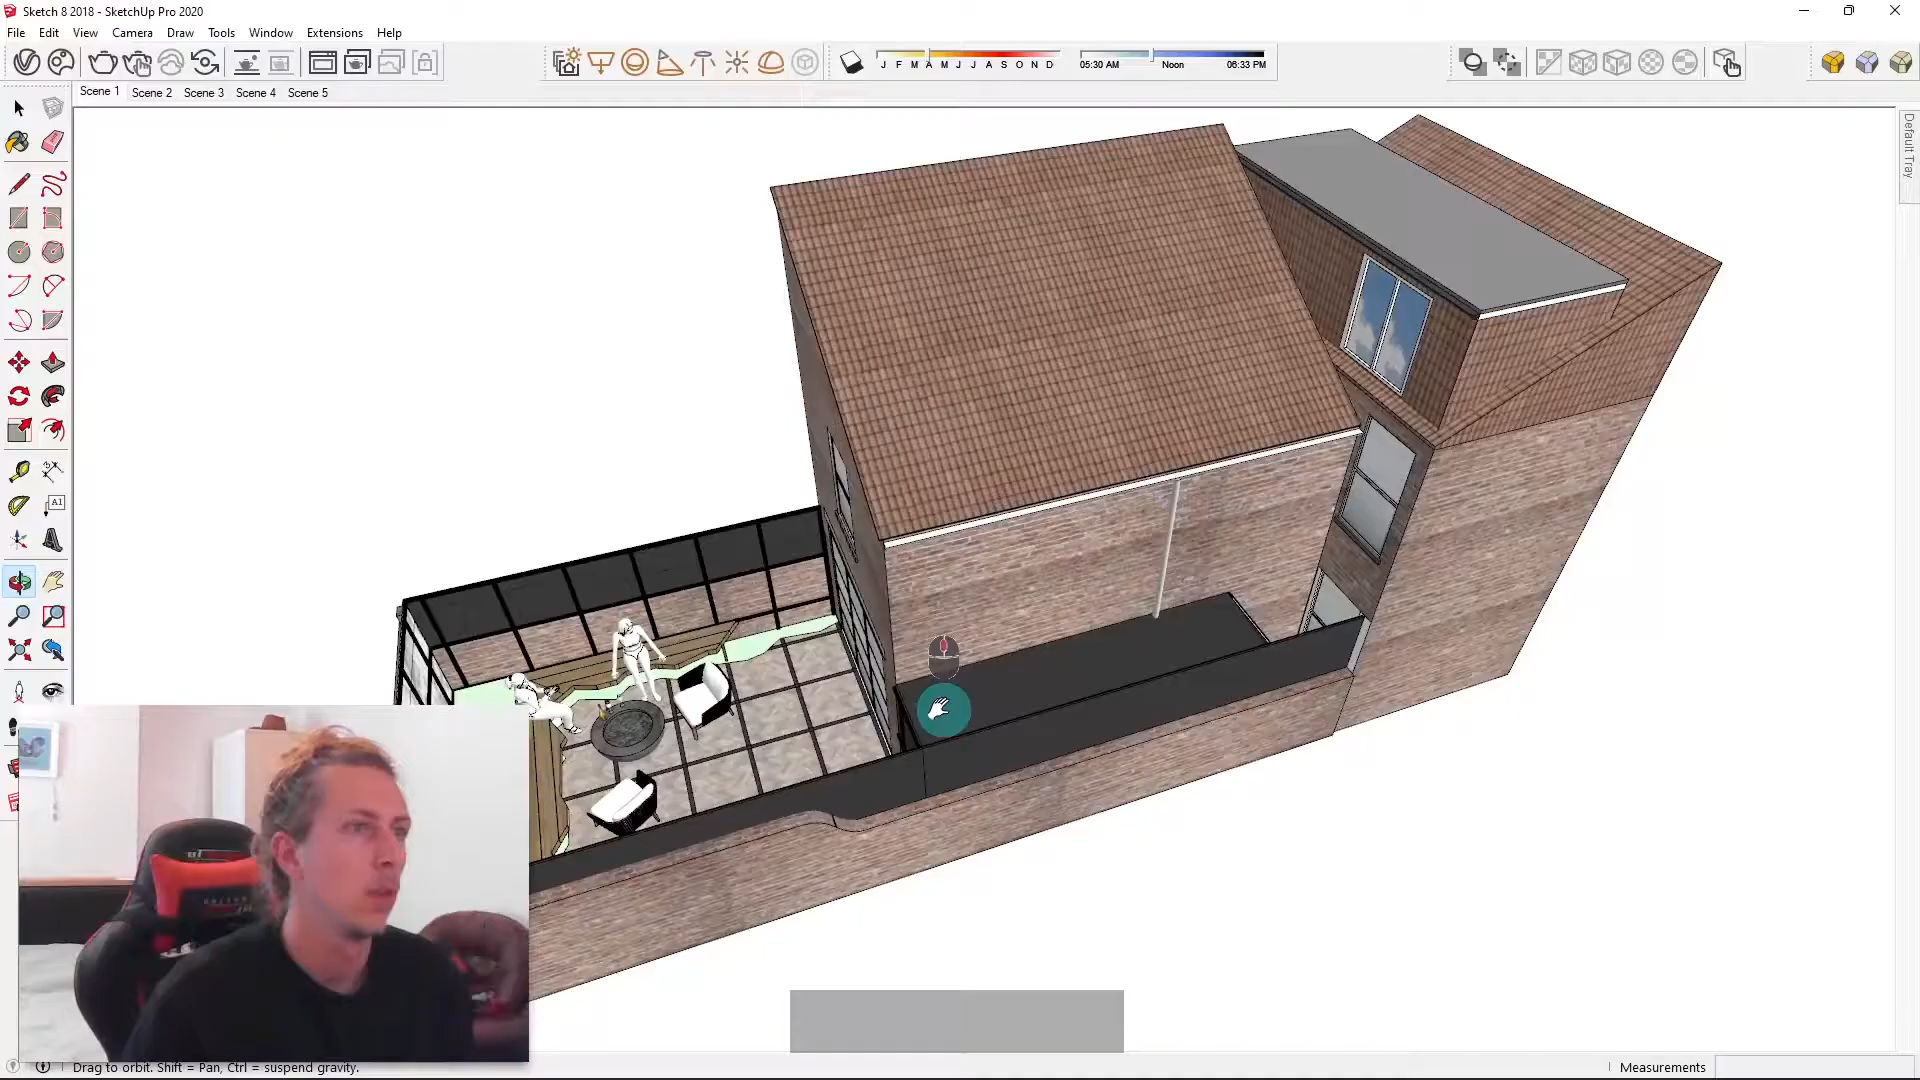 Sketch 8 2018 - SketchUp Pro 2020
File Edit View Camera Draw Tools Window Extensions Help
J F M A M J J A S O N D
05:30 AM Noon 06:33 PM
Scene 1 Scene 2 Scene 3 Scene 4 Scene 5
Default Tray
A1
Drag to orbit. Shift = Pan, Ctrl = suspend gravity.
Measurements